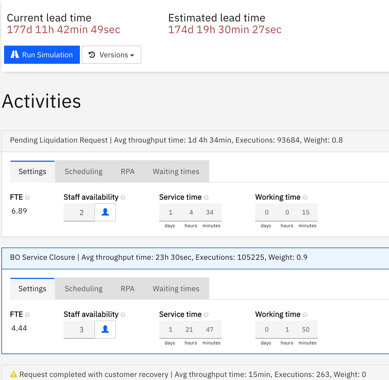 Current lead time
Estimated lead time
177d 11h 42min 49sec
174d 19h 30min 27sec
Run Simulation
Versions
Activities
Pending Liquidation Request | Avg throughput time: 1d 4h 34min, Executions: 93684, Weight: 0.8
Settings Scheduling RPA Waiting times
FTE Staff availability Service time Working time
6.89 2 1 4 34 0 0 15
days hours minutes days hours minutes
BO Service Closure | Avg throughput time: 23h 30sec, Executions: 105225, Weight: 0.9
Settings Scheduling RPA Waiting times
FTE Staff availability Service time Working time
4.44 3 1 21 47 0 1 50
days hours minutes days hours minutes
Request completed with customer recovery | Avg throughput time: 15min, Executions: 263, Weight: 0